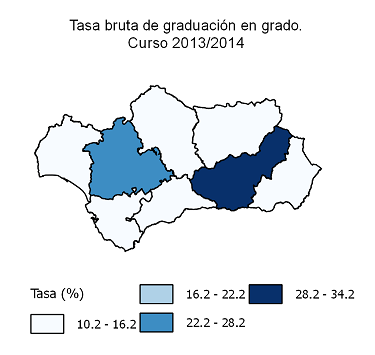 Tasa bruta de graduación en grado.
Curso 2013/2014
Tasa (%)
16.2 - 22.2
28.2 - 34.2
10.2 - 16.2
22.2 - 28.2